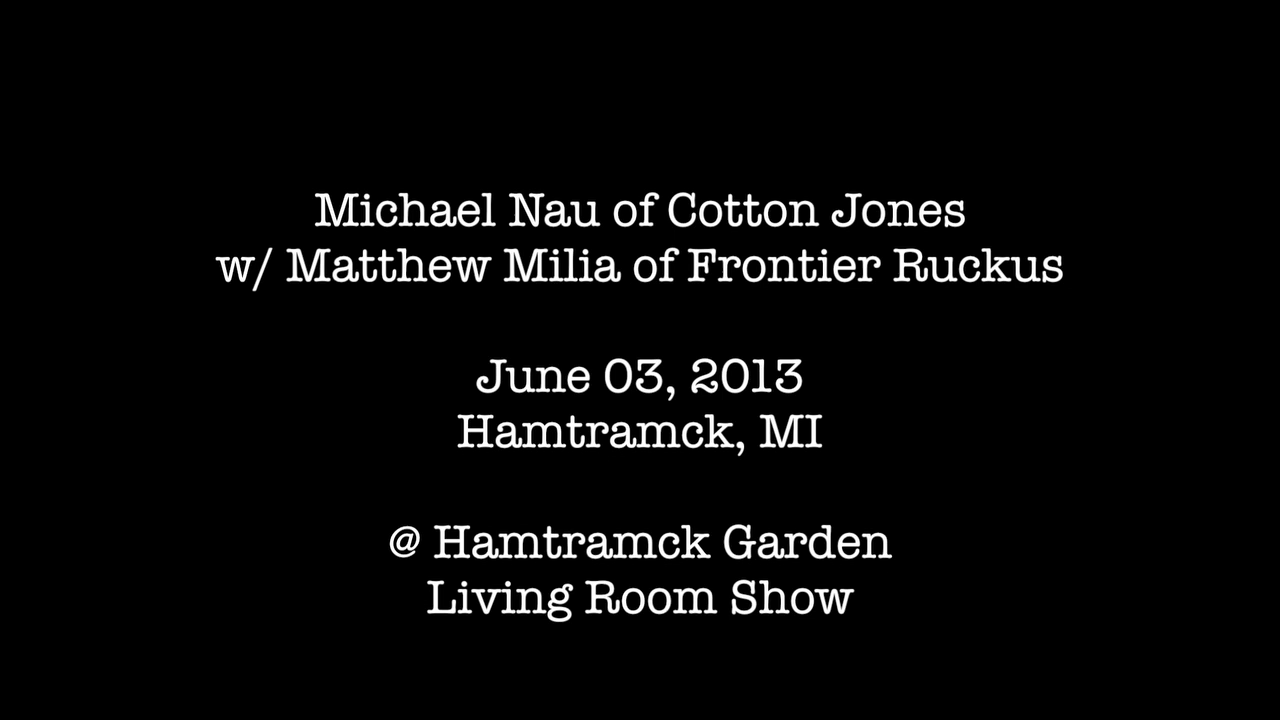 Michael Nau of Cotton Jones
w/ Matthew Milia of Frontier Ruckus
June 03, 2013
Hamtramck, MI
@ Hamtramck Garden
Living Room Show